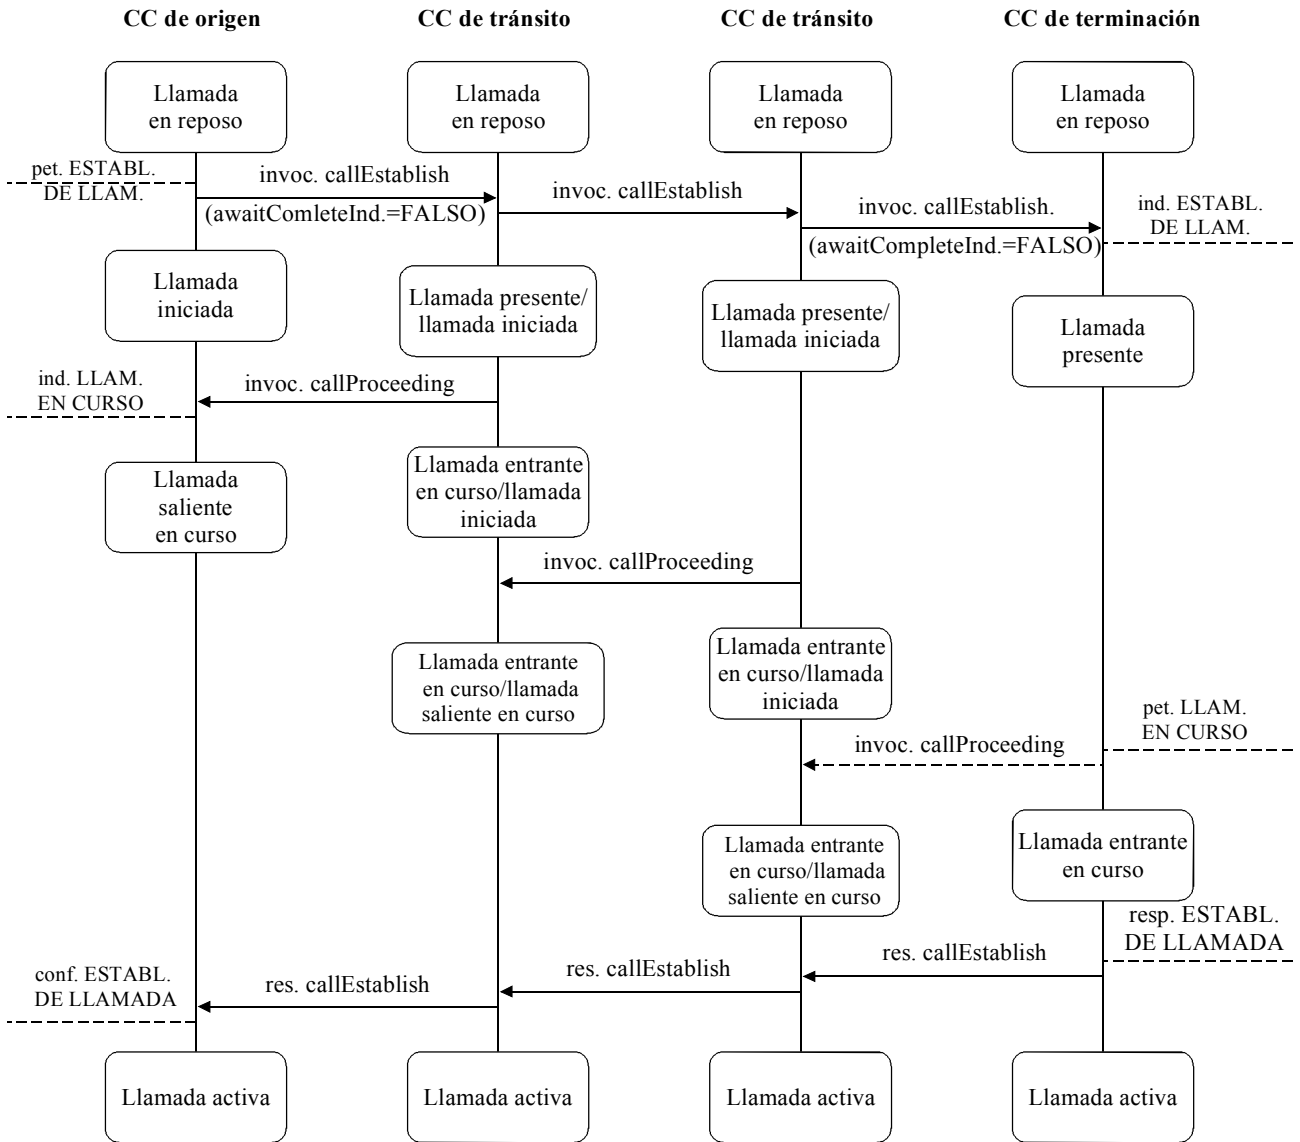 CC de origen
CC de tránsito
CC de tránsito
CC de terminación
Llamada
en reposo
Llamada
en reposo
Llamada
en reposo
Llamada
en reposo
pet. ESTABL.
DE LLAM.
invoc. callEstablish
(awaitComleteInd.=FALSO)
invoc. callEstablish
invoc. callEstablish.
(awaitCompleteInd.=FALSO)
ind. ESTABL.
DE LLAM.
Llamada
iniciada
Llamada presente/
llamada iniciada
Llamada presente/
llamada iniciada
Llamada
presente
ind. LLAM.
EN CURSO
invoc. callProceeding
Llamada
saliente
en curso
Llamada entrante
en curso/llamada
iniciada
invoc. callProceeding
Llamada entrante
en curso/llamada
saliente en curso
Llamada entrante
en curso/llamada
iniciada
pet. LLAM.
EN CURSO
invoc. callProceeding
Llamada entrante
en curso/llamada
saliente en curso
Llamada entrante
en curso
resp. ESTABL.
DE LLAMADA
res. callEstablish
res. callEstablish
res. callEstablish
conf. ESTABL.
DE LLAMADA
Llamada activa
Llamada activa
Llamada activa
Llamada activa